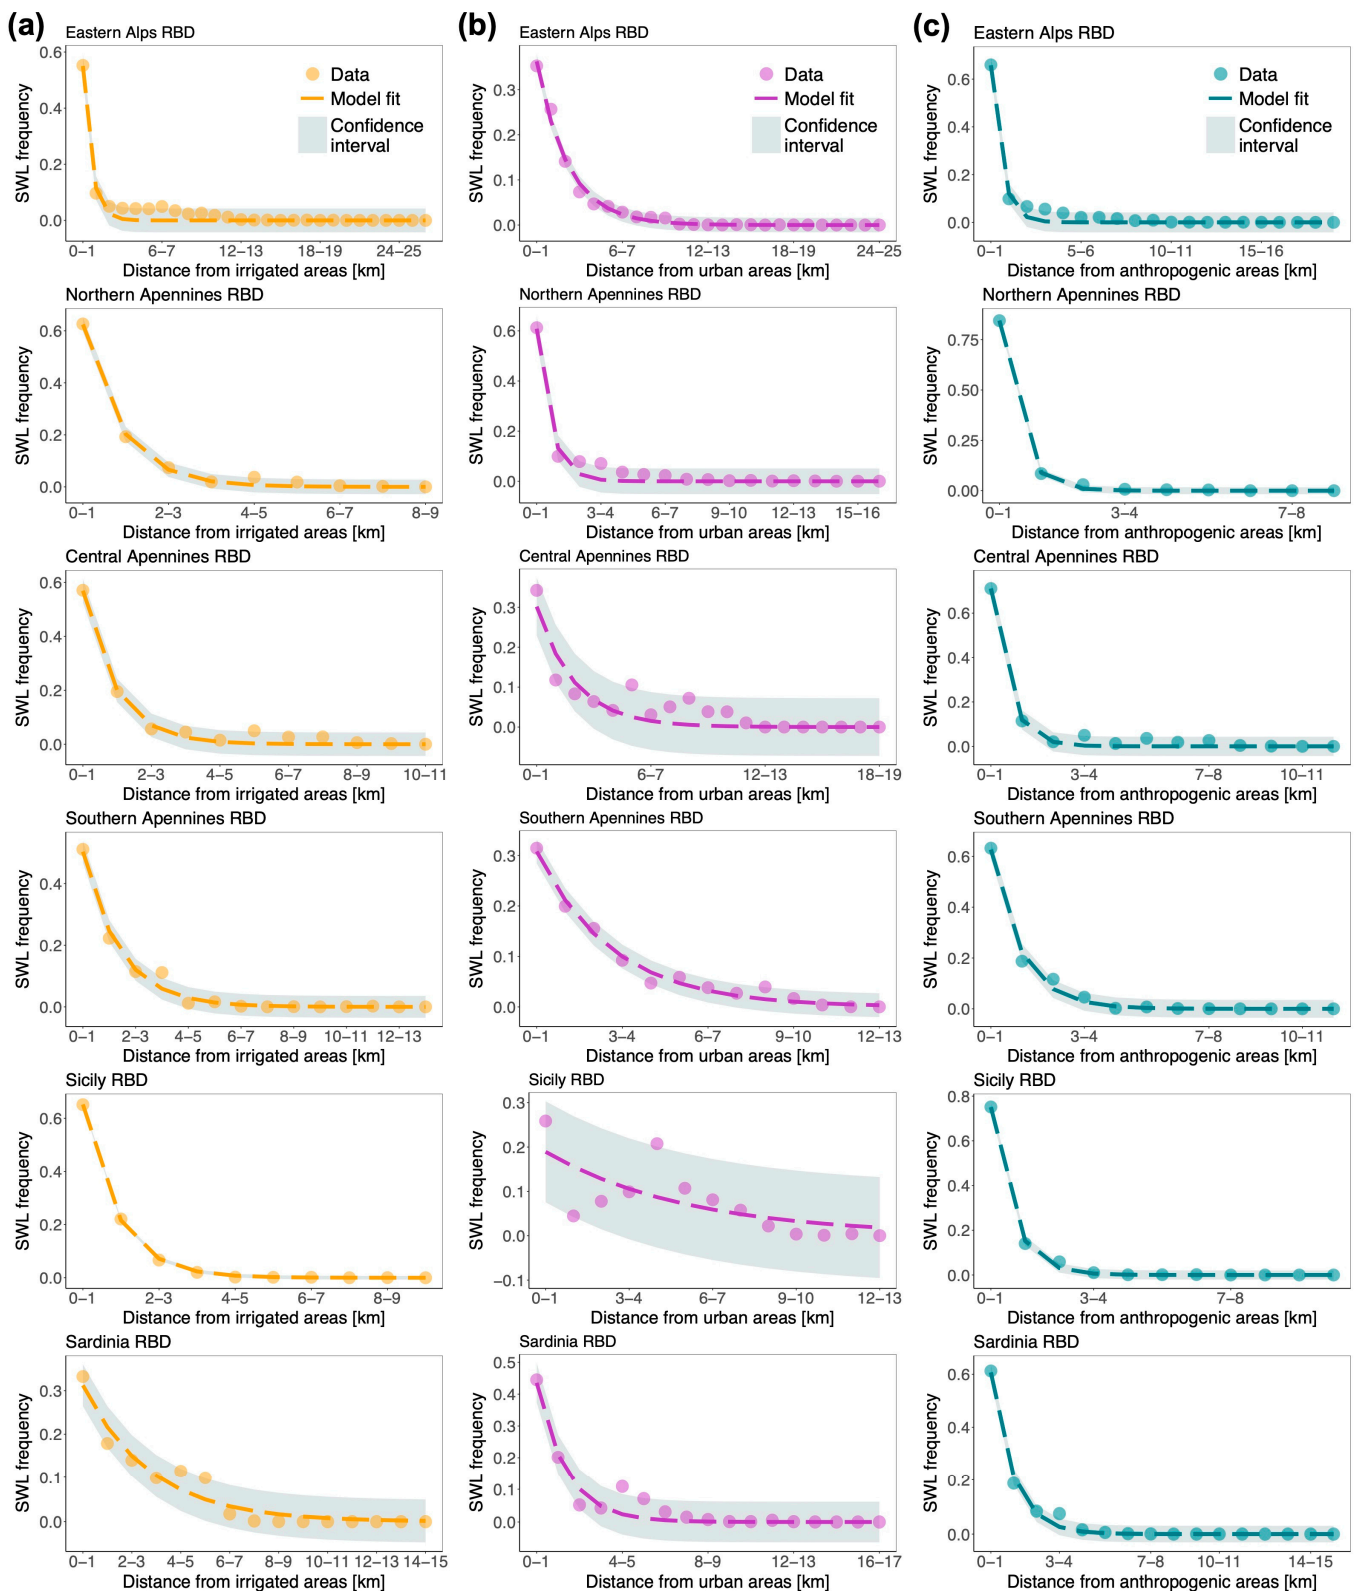 (a)
Eastern Alps RBD
SWL frequency
0.6
0.4
0.2
0.0
Data
Model fit
Confidence
interval
0–1 6–7 12–13 18–19 24–25
Distance from irrigated areas [km]
Northern Apennines RBD
SWL frequency
0.6
0.4
0.2
0.0
0–1 2–3 4–5 6–7 8–9
Distance from irrigated areas [km]
Central Apennines RBD
SWL frequency
0.6
0.4
0.2
0.0
0–1 2–3 4–5 6–7 8–9 10–11
Distance from irrigated areas [km]
Southern Apennines RBD
SWL frequency
0.4
0.2
0.0
0–1 2–3 4–5 6–7 8–9 10–11 12–13
Distance from irrigated areas [km]
Sicily RBD
SWL frequency
0.6
0.4
0.2
0.0
0–1 2–3 4–5 6–7 8–9
Distance from irrigated areas [km]
Sardinia RBD
SWL frequency
0.3
0.2
0.1
0.0
0–1 2–3 4–5 6–7 8–9 10–11 12–13 14–15
Distance from irrigated areas [km]
(b)
Eastern Alps RBD
SWL frequency
0.3
0.2
0.1
0.0
Data
Model fit
Confidence
interval
0–1 6–7 12–13 18–19 24–25
Distance from urban areas [km]
Northern Apennines RBD
SWL frequency
0.6
0.4
0.2
0.0
0–1 3–4 6–7 9–10 12–13 15–16
Distance from urban areas [km]
Central Apennines RBD
SWL frequency
0.3
0.2
0.1
0.0
0–1 6–7 12–13 18–19
Distance from urban areas [km]
Southern Apennines RBD
SWL frequency
0.3
0.2
0.1
0.0
0–1 3–4 6–7 9–10 12–13
Distance from urban areas [km]
Sicily RBD
SWL frequency
0.3
0.2
0.1
0.0
−0.1
0–1 3–4 6–7 9–10 12–13
Distance from urban areas [km]
Sardinia RBD
SWL frequency
0.5
0.4
0.3
0.2
0.1
0.0
0–1 4–5 8–9 12–13 16–17
Distance from urban areas [km]
(c)
Eastern Alps RBD
SWL frequency
0.6
0.4
0.2
0.0
Data
Model fit
Confidence
interval
0–1 5–6 10–11 15–16
Distance from anthropogenic areas [km]
Northern Apennines RBD
SWL frequency
0.75
0.50
0.25
0.00
0–1 3–4 7–8
Distance from anthropogenic areas [km]
Central Apennines RBD
SWL frequency
0.6
0.4
0.2
0.0
0–1 3–4 7–8 10–11
Distance from anthropogenic areas [km]
Southern Apennines RBD
SWL frequency
0.6
0.4
0.2
0.0
0–1 3–4 7–8 10–11
Distance from anthropogenic areas [km]
Sicily RBD
SWL frequency
0.8
0.6
0.4
0.2
0.0
0–1 3–4 7–8
Distance from anthropogenic areas [km]
Sardinia RBD
SWL frequency
0.6
0.4
0.2
0.0
0–1 3–4 7–8 10–11 14–15
Distance from anthropogenic areas [km]